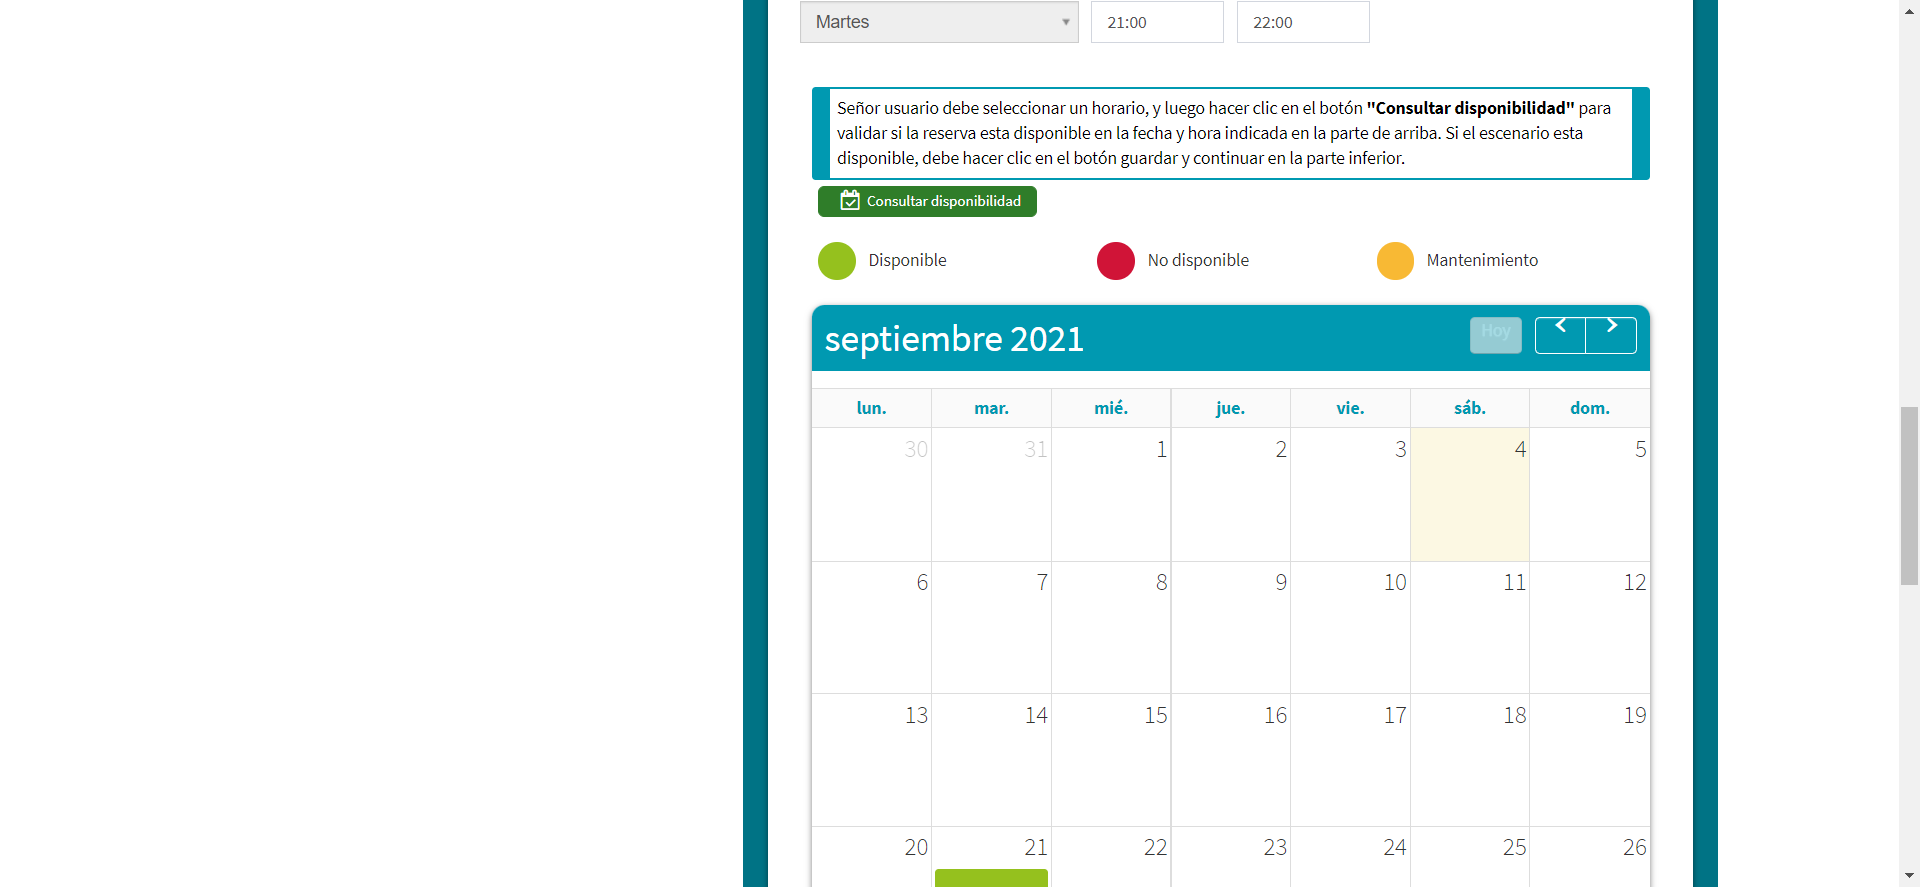 Martes 21:00 22:00
Señor usuario debe seleccionar un horario, y luego hacer clic en el botón "Consultar disponibilidad" para
validar si la reserva esta disponible en la fecha y hora indicada en la parte de arriba. Si el escenario esta
disponible, debe hacer clic en el botón guardar y continuar en la parte inferior.
Consultar disponibilidad
Disponible No disponible Mantenimiento
septiembre 2021 Hoy
lun. mar. mié. jue. vie. sáb. dom.
30 31 1 2 3 4 5
6 7 8 9 10 11 12
13 14 15 16 17 18 19
20 21 22 23 24 25 26